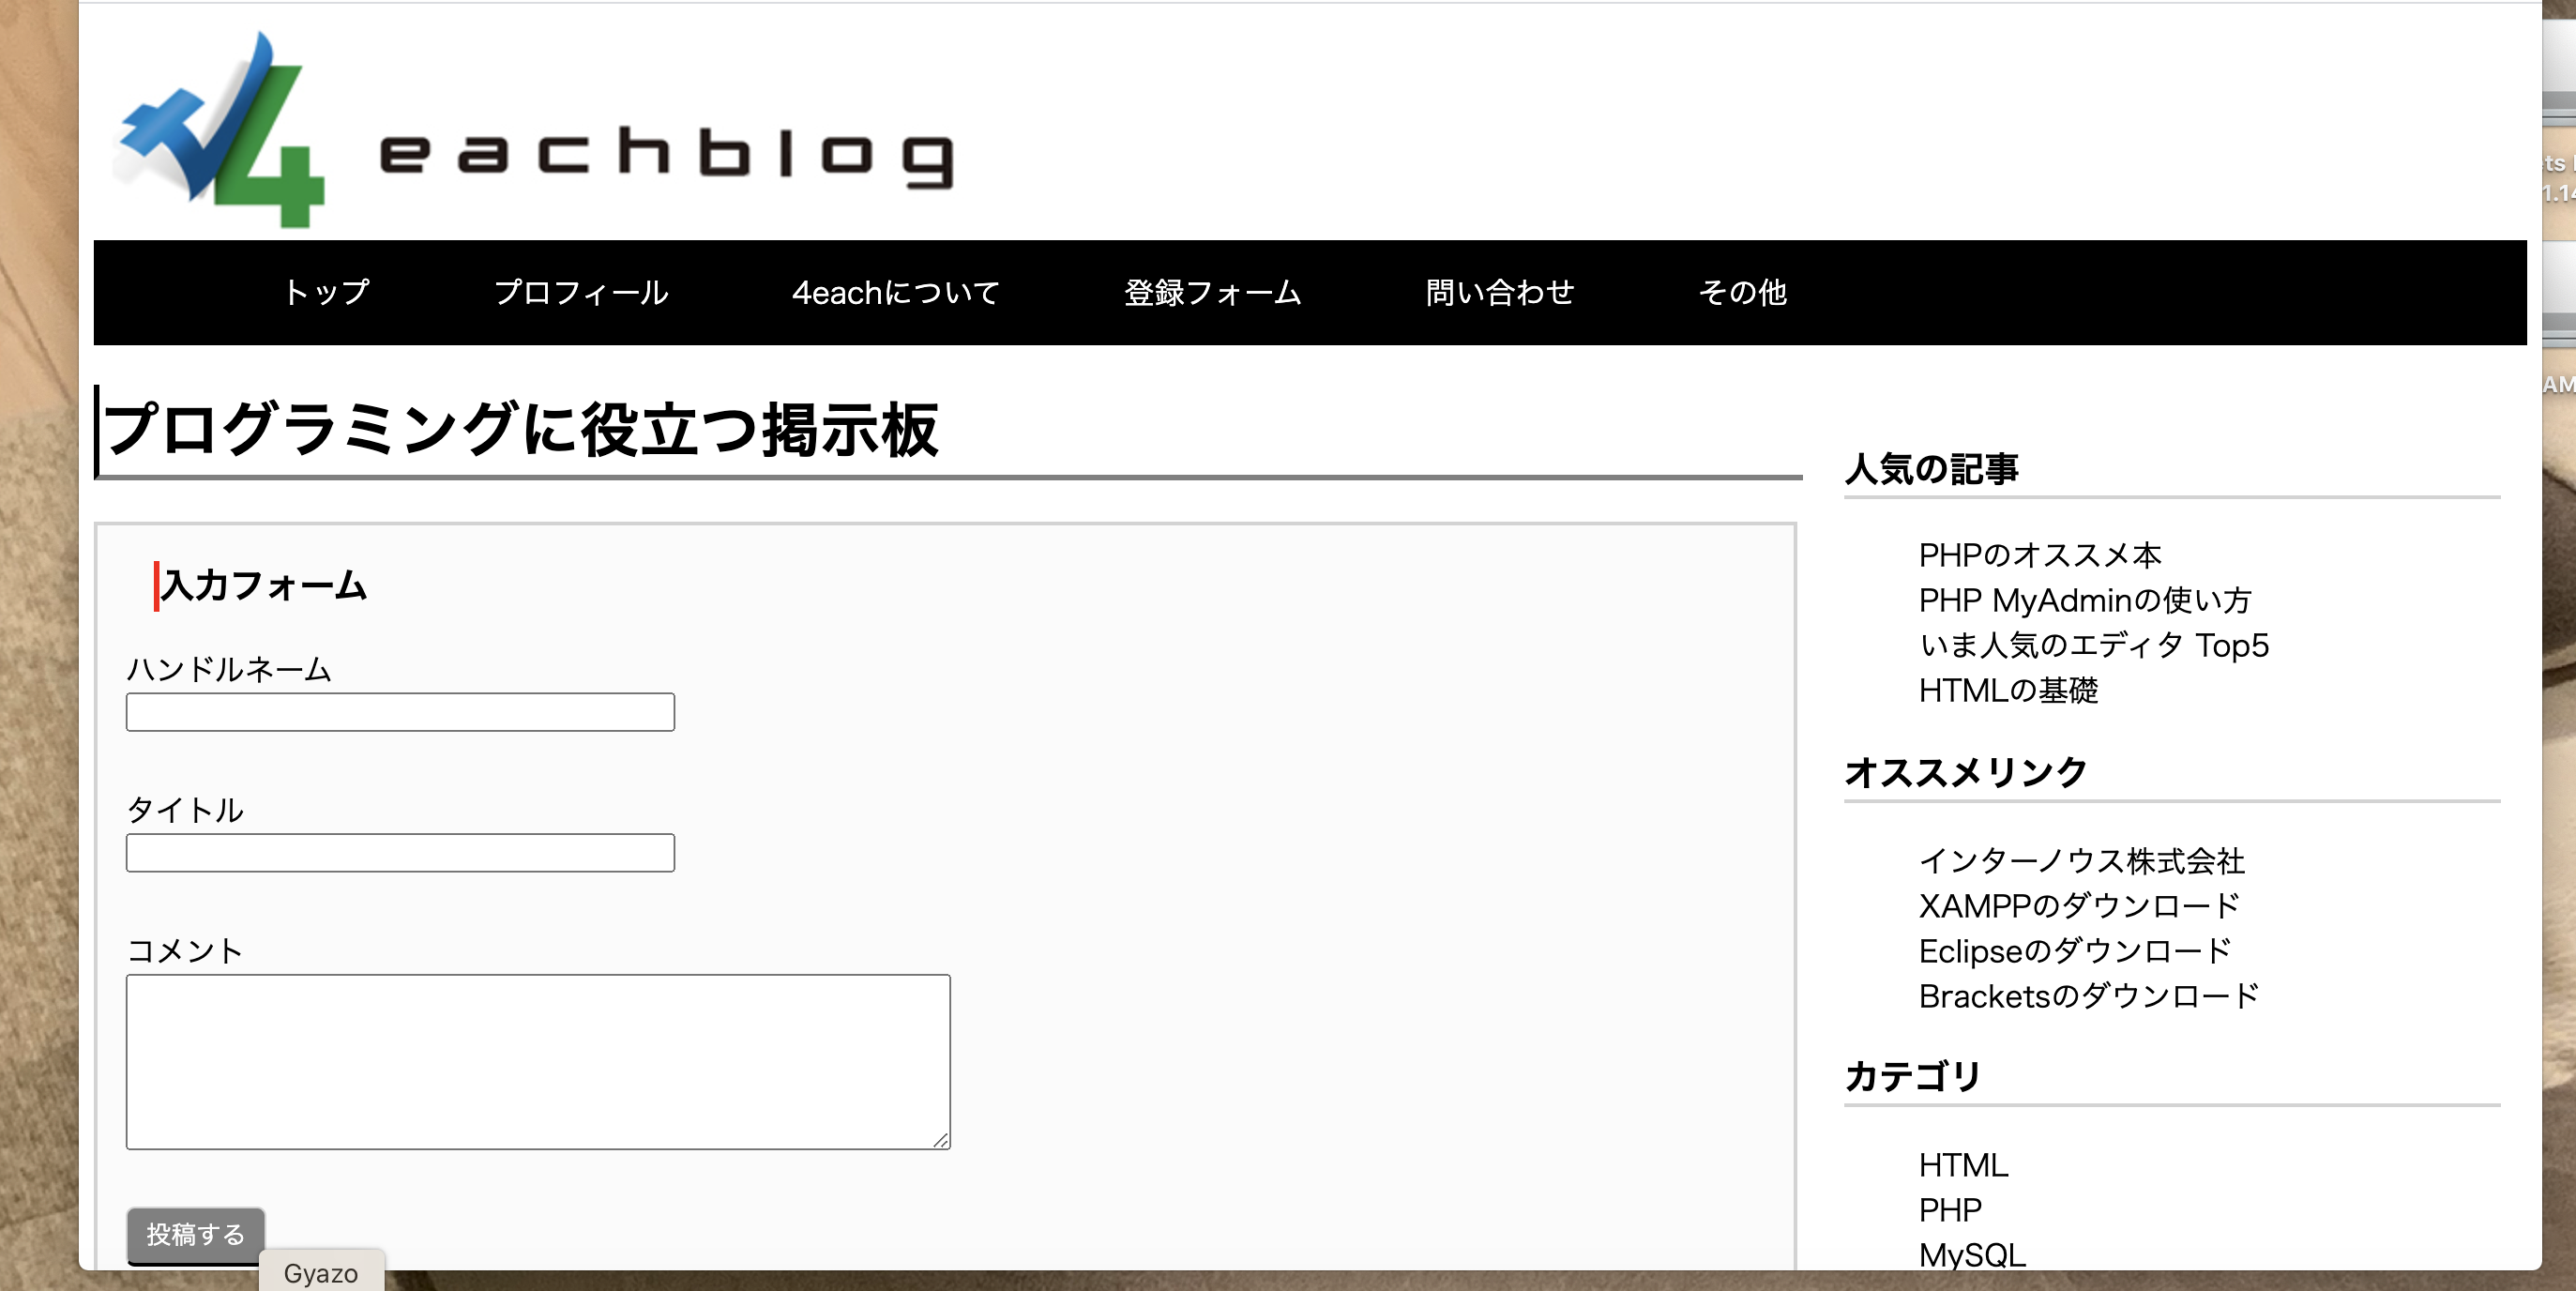 4eachblog
トップ プロフィール 4eachについて 登録フォーム 問い合わせ その他
プログラミングに役立つ掲示板
入力フォーム
ハンドルネーム
タイトル
コメント
投稿する
人気の記事
PHPのオススメ本
PHP MyAdminの使い方
いま人気のエディタ Top5
HTMLの基礎
オススメリンク
インターノウス株式会社
XAMPPのダウンロード
Eclipseのダウンロード
Bracketsのダウンロード
カテゴリ
HTML
PHP
MySQL
Gyazo